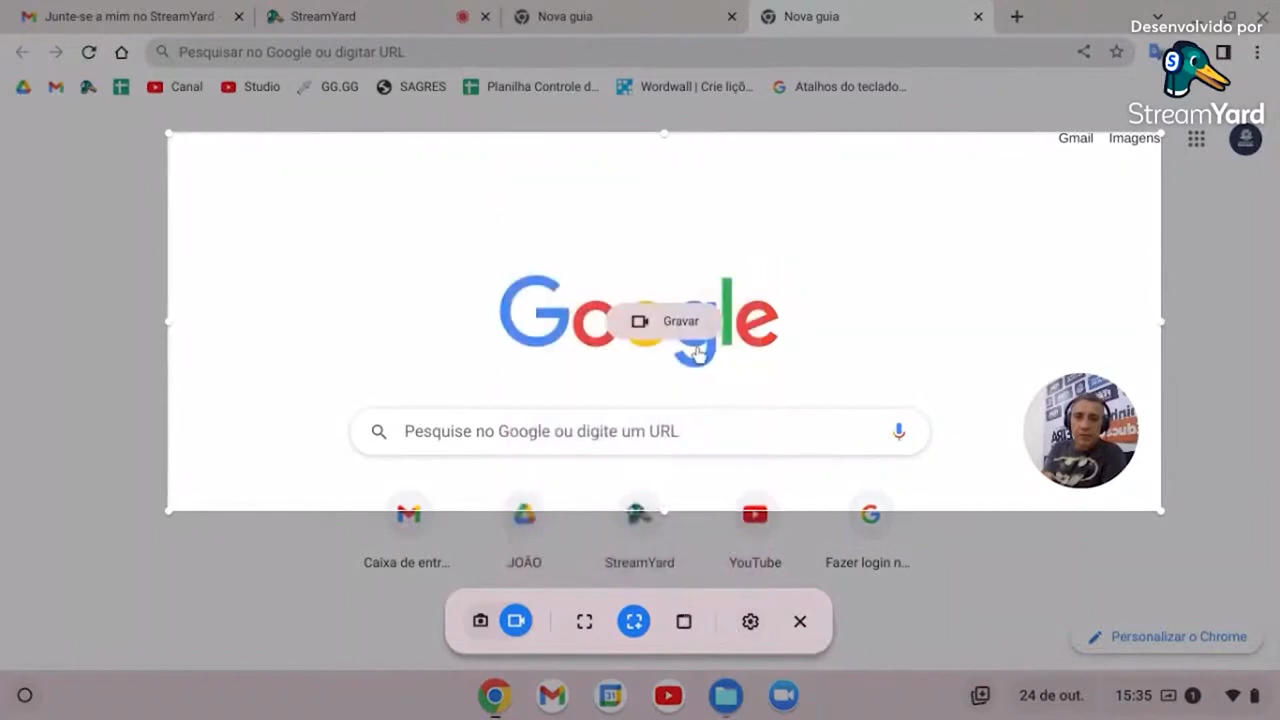 Junte-se a mim no StreamYard
StreamYard
Nova guia
Nova guia
Desenvolvido por
StreamYard
Pesquisar no Google ou digitar URL
Canal
Studio
GG.GG
SAGRES
Planilha Controle d...
Wordwall | Crie liçõ...
Atalhos do teclado...
Gmail
Imagens
Google
Gravar
Pesquise no Google ou digite um URL
Caixa de entr...
JOÃO
StreamYard
YouTube
Fazer login n...
Personalizar o Chrome
24 de out.
15:35
1